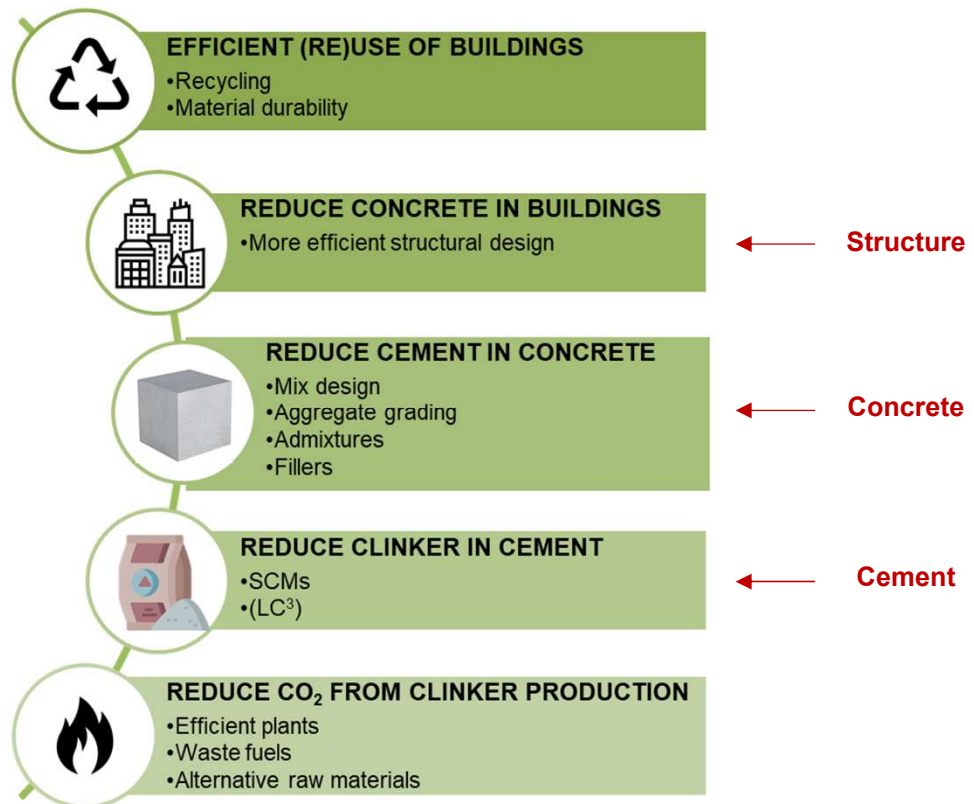 EFFICIENT (RE)USE OF BUILDINGS
•Recycling
•Material durability
REDUCE CONCRETE IN BUILDINGS
•More efficient structural design
Structure
REDUCE CEMENT IN CONCRETE
•Mix design
•Aggregate grading
•Admixtures
•Fillers
Concrete
REDUCE CLINKER IN CEMENT
•SCMs
•(LC³)
Cement
REDUCE CO₂ FROM CLINKER PRODUCTION
•Efficient plants
•Waste fuels
•Alternative raw materials